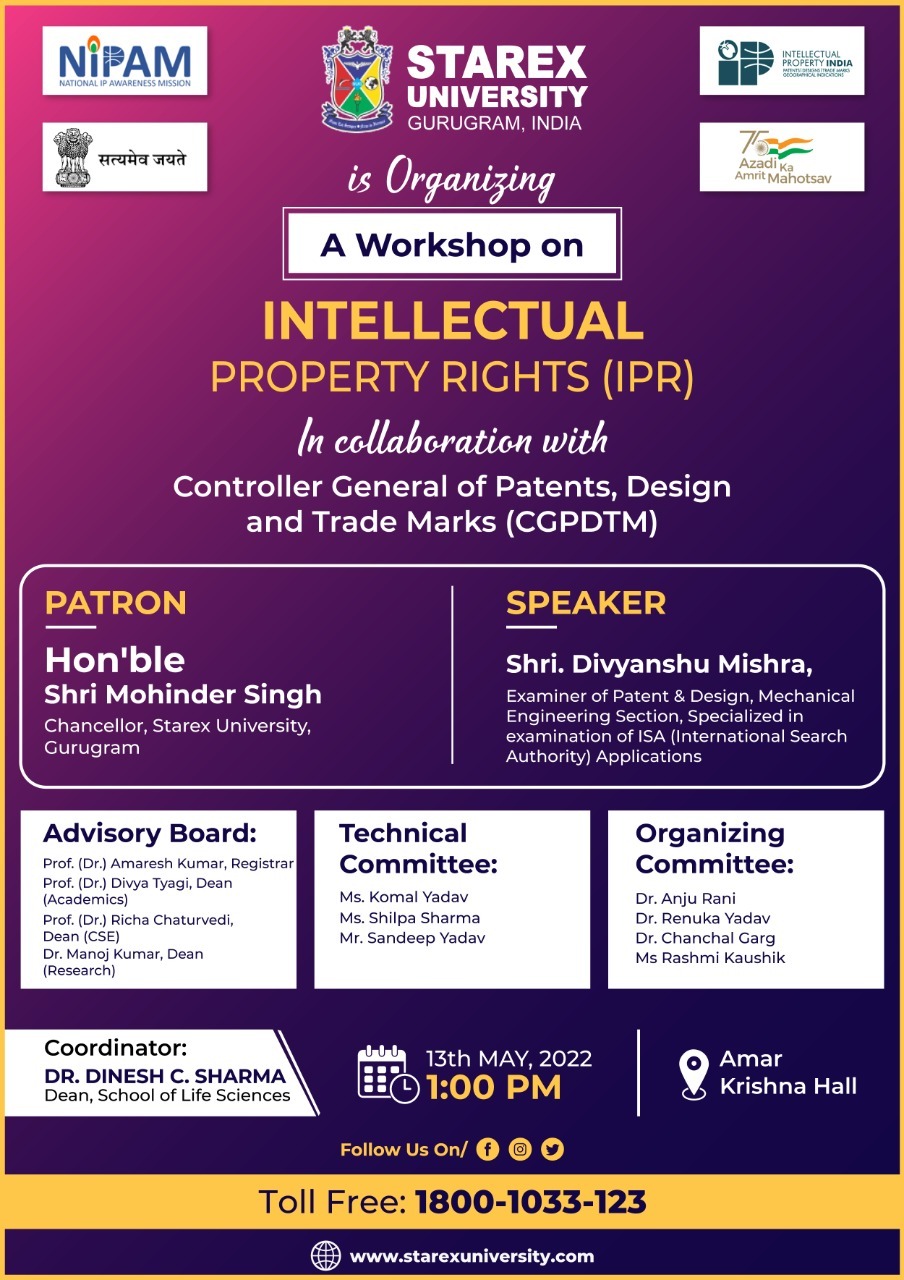 NiPAM
NATIONAL IP AWARENESS MISSION
सत्यमेव जयते
STAREX
UNIVERSITY
GURUGRAM, INDIA
INTELLECTUAL
PROPERTY INDIA
PATENTS | DESIGNS | TRADE MARKS
GEOGRAPHICAL INDICATIONS
75
Azadi Ka
Amrit Mahotsav
is Organizing
A Workshop on
INTELLECTUAL
PROPERTY RIGHTS (IPR)
In collaboration with
Controller General of Patents, Design
and Trade Marks (CGPDTM)
PATRON
Hon'ble
Shri Mohinder Singh
Chancellor, Starex University,
Gurugram
SPEAKER
Shri. Divyanshu Mishra,
Examiner of Patent & Design, Mechanical
Engineering Section, Specialized in
examination of ISA (International Search
Authority) Applications
Advisory Board:
Prof. (Dr.) Amaresh Kumar, Registrar
Prof. (Dr.) Divya Tyagi, Dean
(Academics)
Prof. (Dr.) Richa Chaturvedi,
Dean (CSE)
Dr. Manoj Kumar, Dean
(Research)
Technical
Committee:
Ms. Komal Yadav
Ms. Shilpa Sharma
Mr. Sandeep Yadav
Organizing
Committee:
Dr. Anju Rani
Dr. Renuka Yadav
Dr. Chanchal Garg
Ms Rashmi Kaushik
Coordinator:
DR. DINESH C. SHARMA
Dean, School of Life Sciences
13th MAY, 2022
1:00 PM
Amar
Krishna Hall
Follow Us On/
Toll Free: 1800-1033-123
www.starexuniversity.com